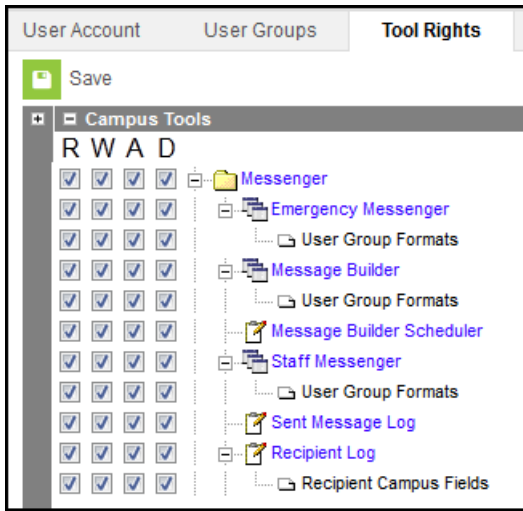 User Account User Groups Tool Rights
Save
Campus Tools
R W A D
Messenger
Emergency Messenger
User Group Formats
Message Builder
User Group Formats
Message Builder Scheduler
Staff Messenger
User Group Formats
Sent Message Log
Recipient Log
Recipient Campus Fields